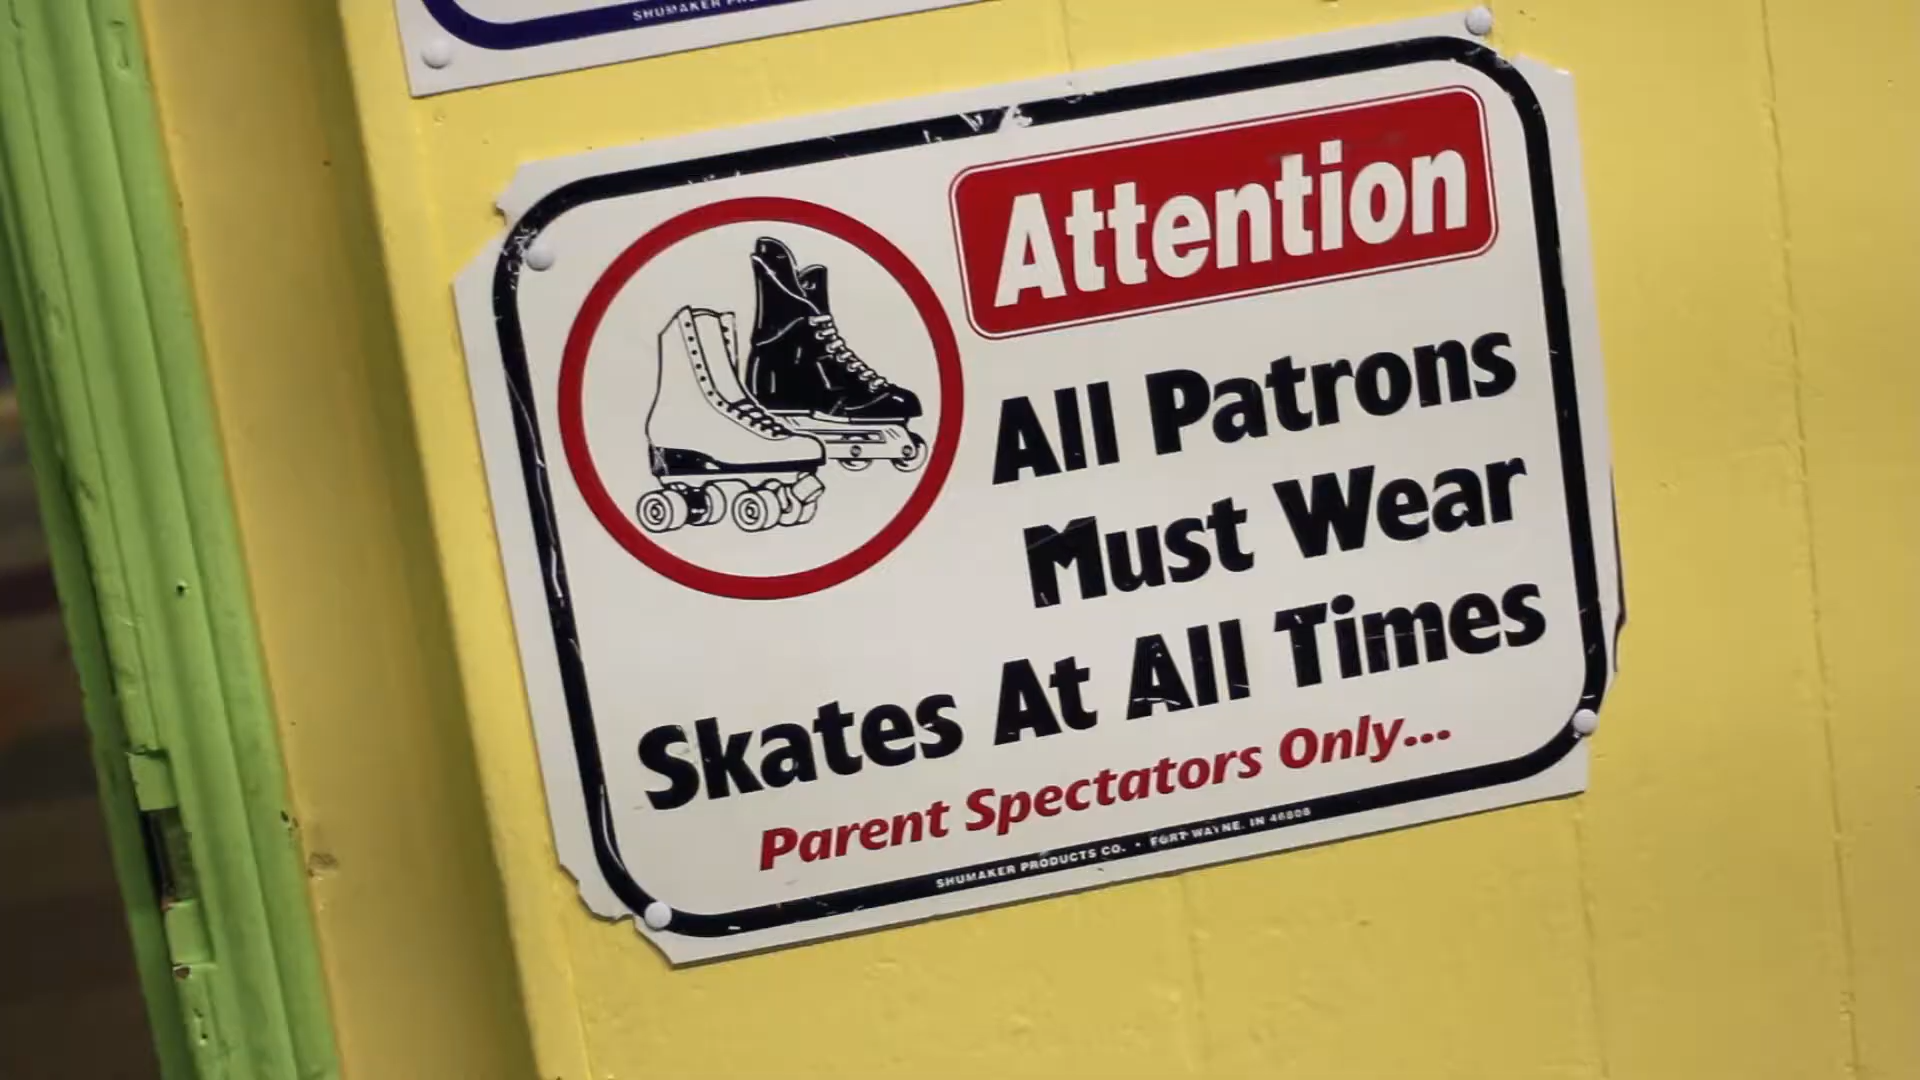 SHUMAKER
Attention
All Patrons
Must Wear
Skates At All Times
Parent Spectators Only...
SHUMAKER PRODUCTS CO. • FORT WAYNE, IN 46808